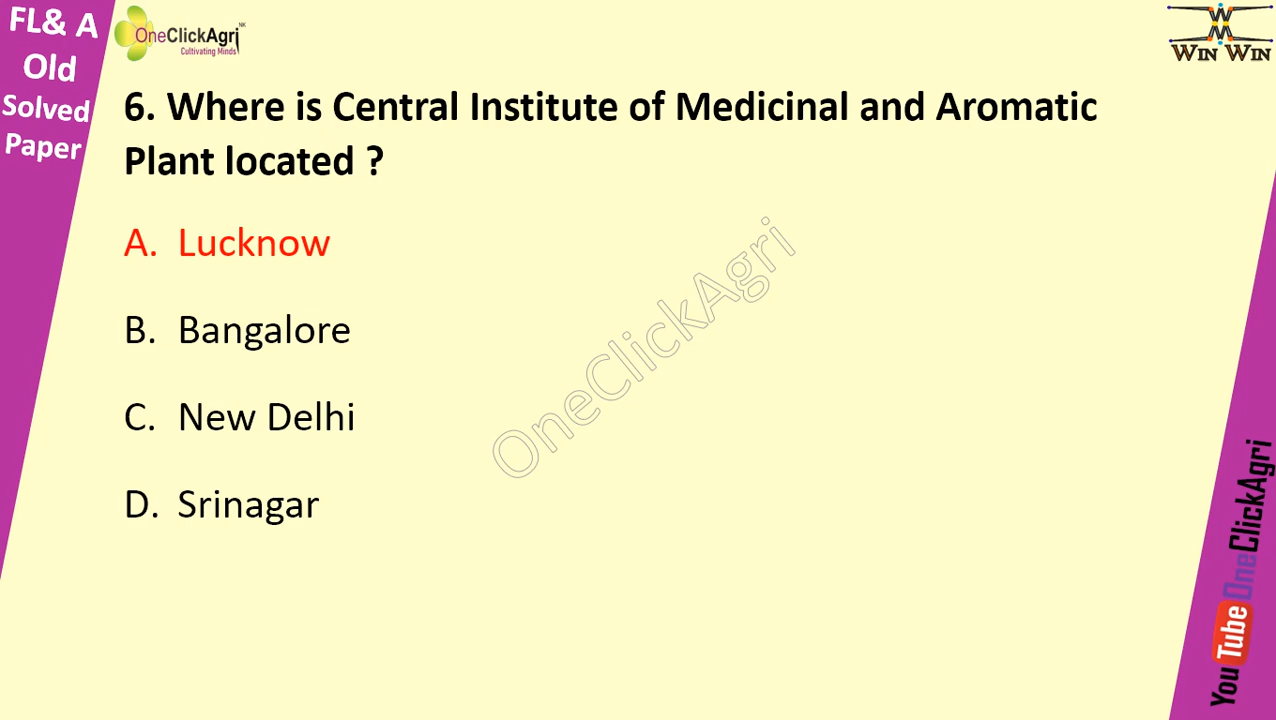 FL& A
Old
Solved
Paper
OneClickAgri NK
Cultivating Minds
WIN WIN
6. Where is Central Institute of Medicinal and Aromatic
Plant located ?
A. Lucknow
B. Bangalore
C. New Delhi
D. Srinagar
OneClickAgri
YouTube OneClickAgri